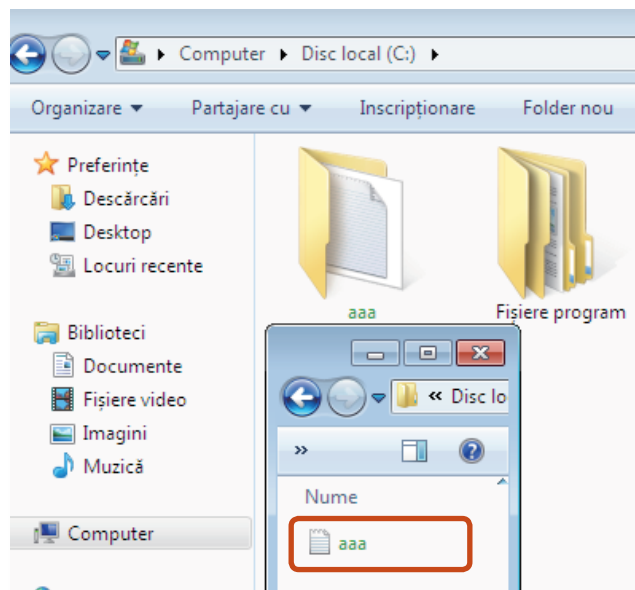 Computer ▸ Disc local (C:) ▸
Organizare ▾ Partajare cu ▾ Inscripționare Folder nou
Preferințe
Descărcări
Desktop
Locuri recente
Biblioteci
Documente
Fișiere video
Imagini
Muzică
Computer
aaa
Fișiere program
« Disc lo
»
Nume
aaa